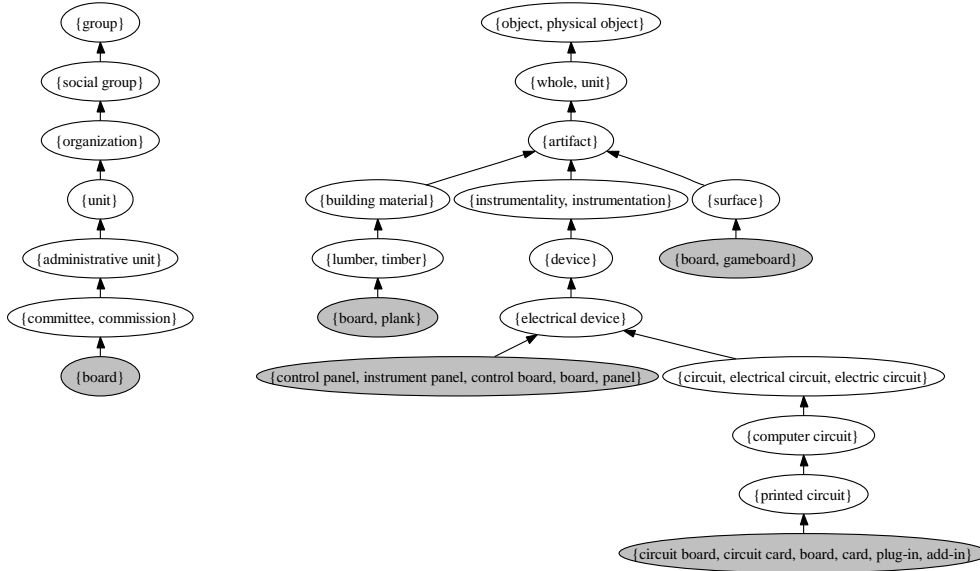 {group}
{social group}
{organization}
{unit}
{administrative unit}
{committee, commission}
{board}
{object, physical object}
{whole, unit}
{artifact}
{building material}
{instrumentality, instrumentation}
{surface}
{lumber, timber}
{device}
{board, gameboard}
{board, plank}
{electrical device}
{control panel, instrument panel, control board, board, panel}
{circuit, electrical circuit, electric circuit}
{computer circuit}
{printed circuit}
{circuit board, circuit card, board, card, plug-in, add-in}